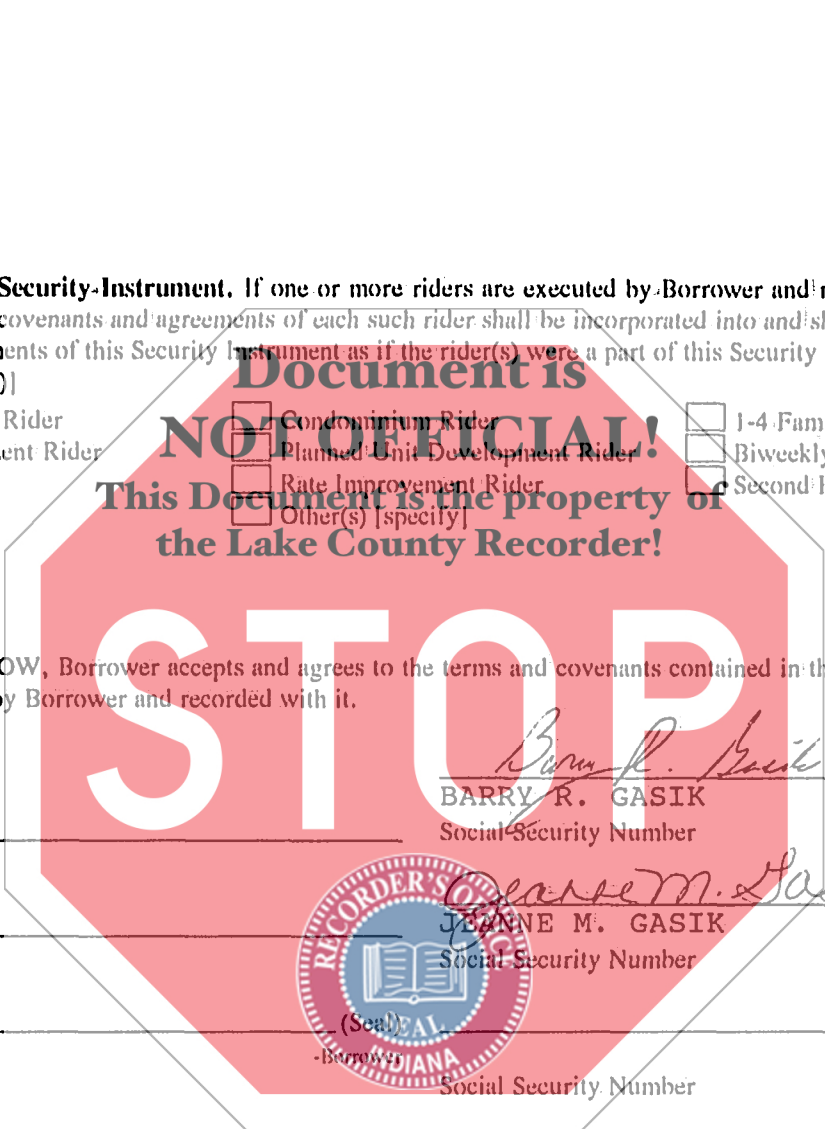 Security Instrument. If one or more riders are executed by Borrower and
covenants and agreements of each such rider shall be incorporated into and
ents of this Security Instrument as if the rider(s) were a part of this Security
)]
Document is
Rider Condominium Rider 1-4 Fam
NOT OFFICIAL!
ent Rider Planned Unit Development Rider Biweekly
Rate Improvement Rider Second
This Document is the property of
Other(s) [specify]
the Lake County Recorder!
STOP
OW, Borrower accepts and agrees to the terms and covenants contained in
y Borrower and recorded with it.
Barry R. Gasik
BARRY R. GASIK
Social Security Number
Jeanne M. Gas
JEANNE M. GASIK
Social Security Number
RECORDER'S OFFICE
SEAL
INDIANA
(Seal)
-Borrower
Social Security Number